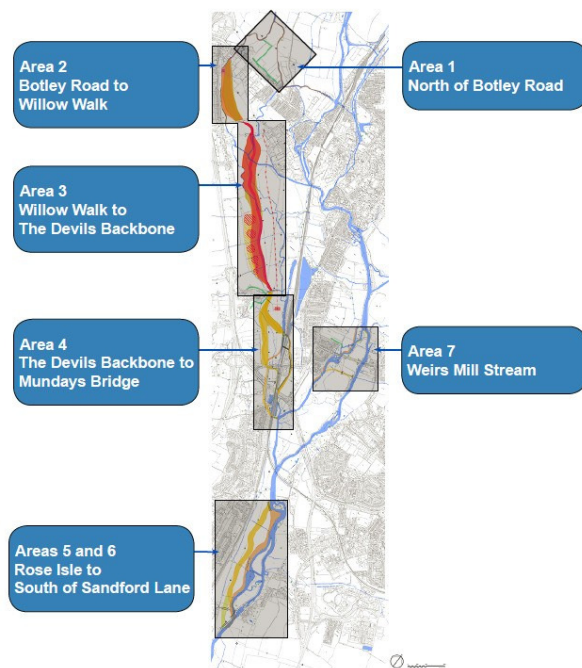 Area 2
Botley Road to
Willow Walk
Area 1
North of Botley Road
Area 3
Willow Walk to
The Devils Backbone
Area 4
The Devils Backbone to
Mundays Bridge
Area 7
Weirs Mill Stream
Areas 5 and 6
Rose Isle to
South of Sandford Lane